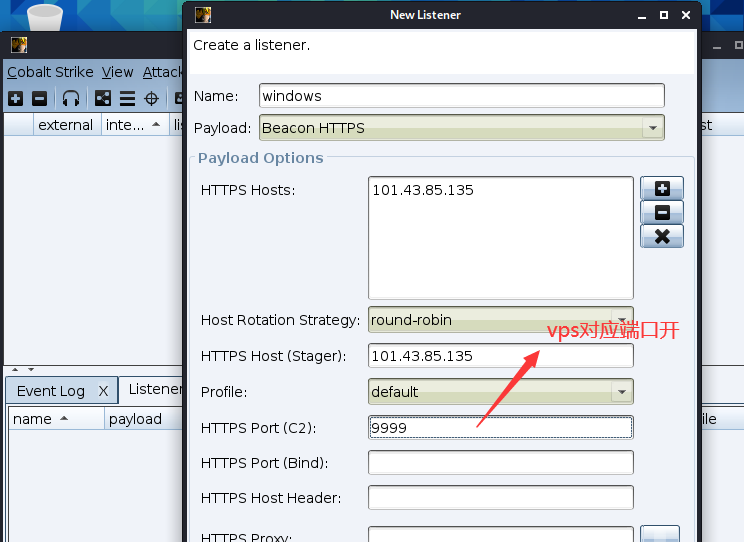 New Listener
Create a listener.
Cobalt Strike View Attack
Name: windows
Payload: Beacon HTTPS
external inte...
Payload Options
HTTPS Hosts: 101.43.85.135
Host Rotation Strategy: round-robin
vps对应端口开
HTTPS Host (Stager): 101.43.85.135
Profile: default
Event Log X Listener
name payload
HTTPS Port (C2): 9999
HTTPS Port (Bind):
HTTPS Host Header:
HTTPS Proxy: